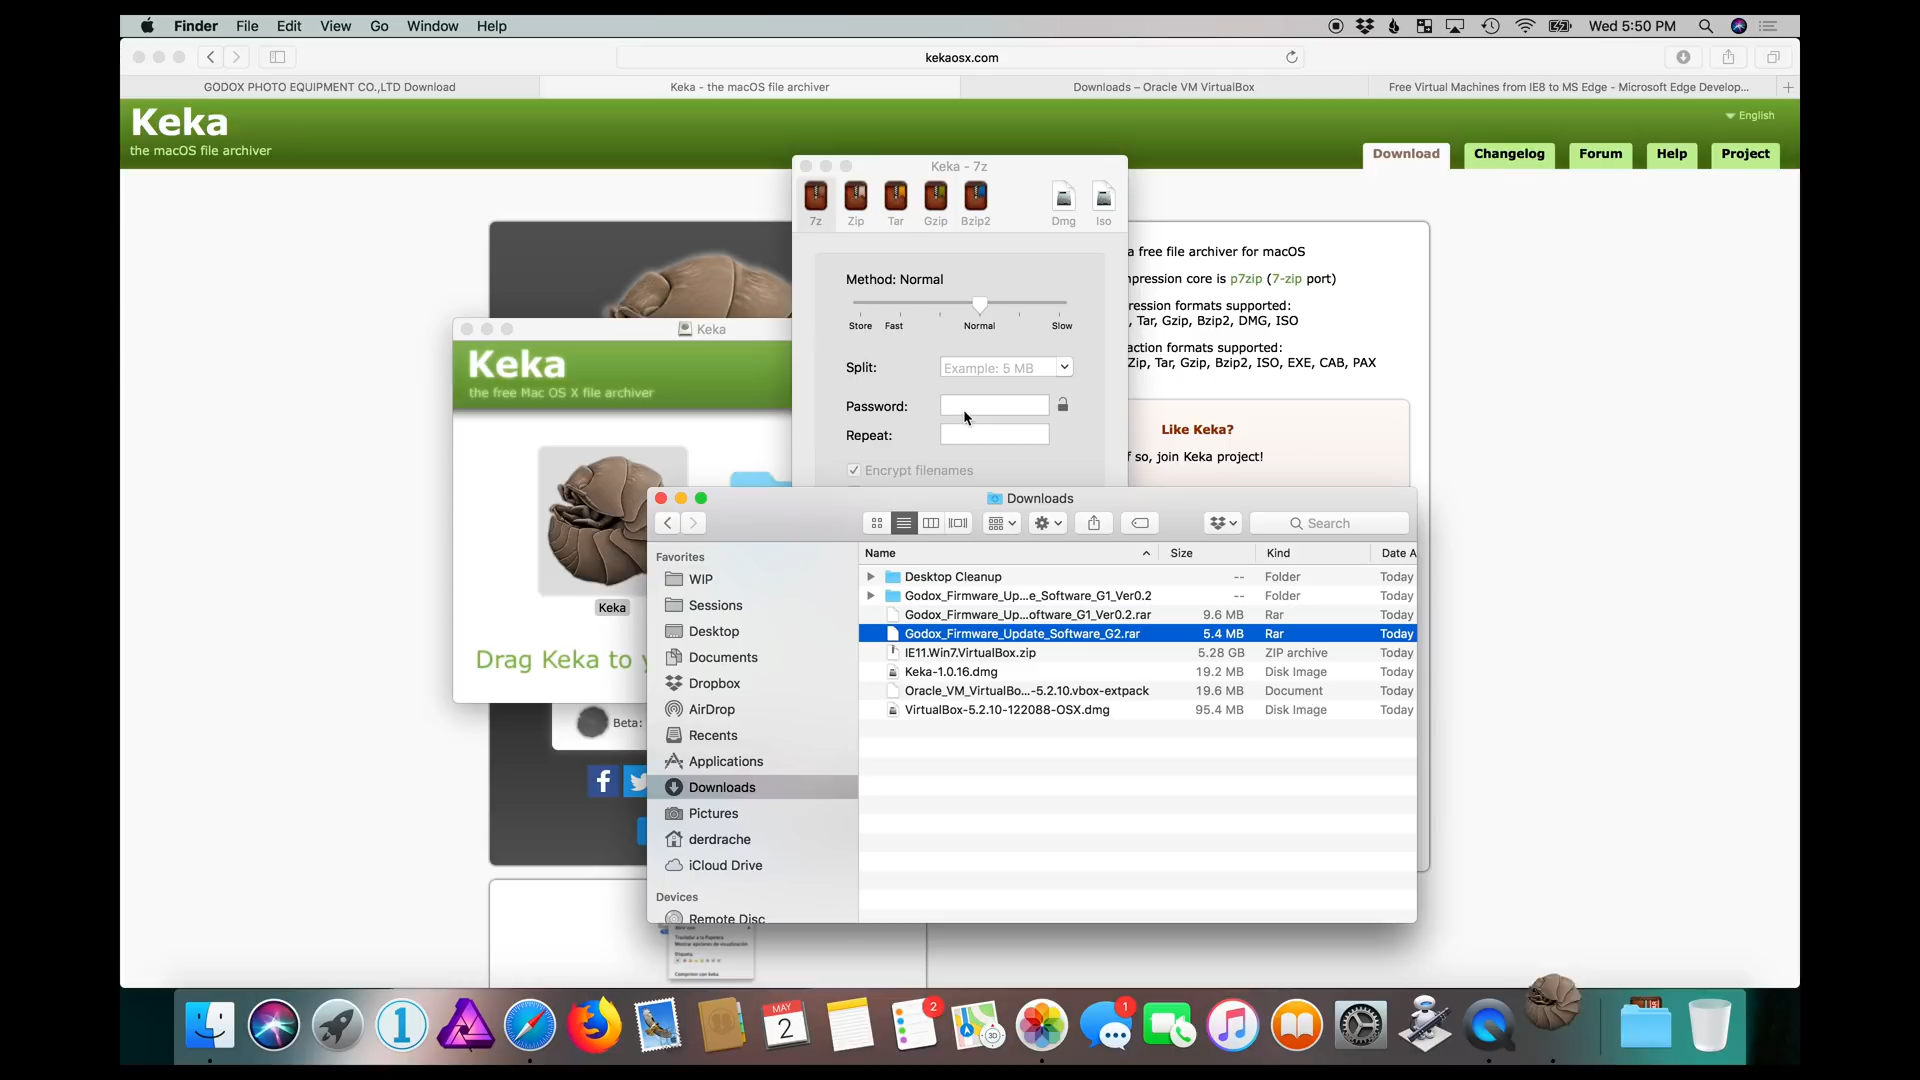 Finder File Edit View Go Window Help
Wed 5:50 PM
kekaosx.com
GODOX PHOTO EQUIPMENT CO.,LTD Download
Keka - the macOS file archiver
Downloads – Oracle VM VirtualBox
Free Virtual Machines from IE8 to MS Edge - Microsoft Edge Develop...
Keka
the macOS file archiver
English
Download
Changelog
Forum
Help
Project
Keka - 7z
7z
Zip
Tar
Gzip
Bzip2
Dmg
Iso
Method: Normal
Store
Fast
Normal
Slow
Split:
Example: 5 MB
Password:
Repeat:
Encrypt filenames
a free file archiver for macOS
pression core is p7zip (7-zip port)
ression formats supported:
, Tar, Gzip, Bzip2, DMG, ISO
action formats supported:
Zip, Tar, Gzip, Bzip2, ISO, EXE, CAB, PAX
Like Keka?
f so, join Keka project!
Keka
Keka
the free Mac OS X file archiver
Keka
Drag Keka to y
Beta:
Downloads
Search
Favorites
WIP
Sessions
Desktop
Documents
Dropbox
AirDrop
Recents
Applications
Downloads
Pictures
derdrache
iCloud Drive
Devices
Remote Disc
Name Size Kind Date A
Desktop Cleanup -- Folder Today
Godox_Firmware_Up...e_Software_G1_Ver0.2 -- Folder Today
Godox_Firmware_Up...oftware_G1_Ver0.2.rar 9.6 MB Rar Today
Godox_Firmware_Update_Software_G2.rar 5.4 MB Rar Today
IE11.Win7.VirtualBox.zip 5.28 GB ZIP archive Today
Keka-1.0.16.dmg 19.2 MB Disk Image Today
Oracle_VM_VirtualBo...-5.2.10.vbox-extpack 19.6 MB Document Today
VirtualBox-5.2.10-122088-OSX.dmg 95.4 MB Disk Image Today
MAY
2
2
3D
1